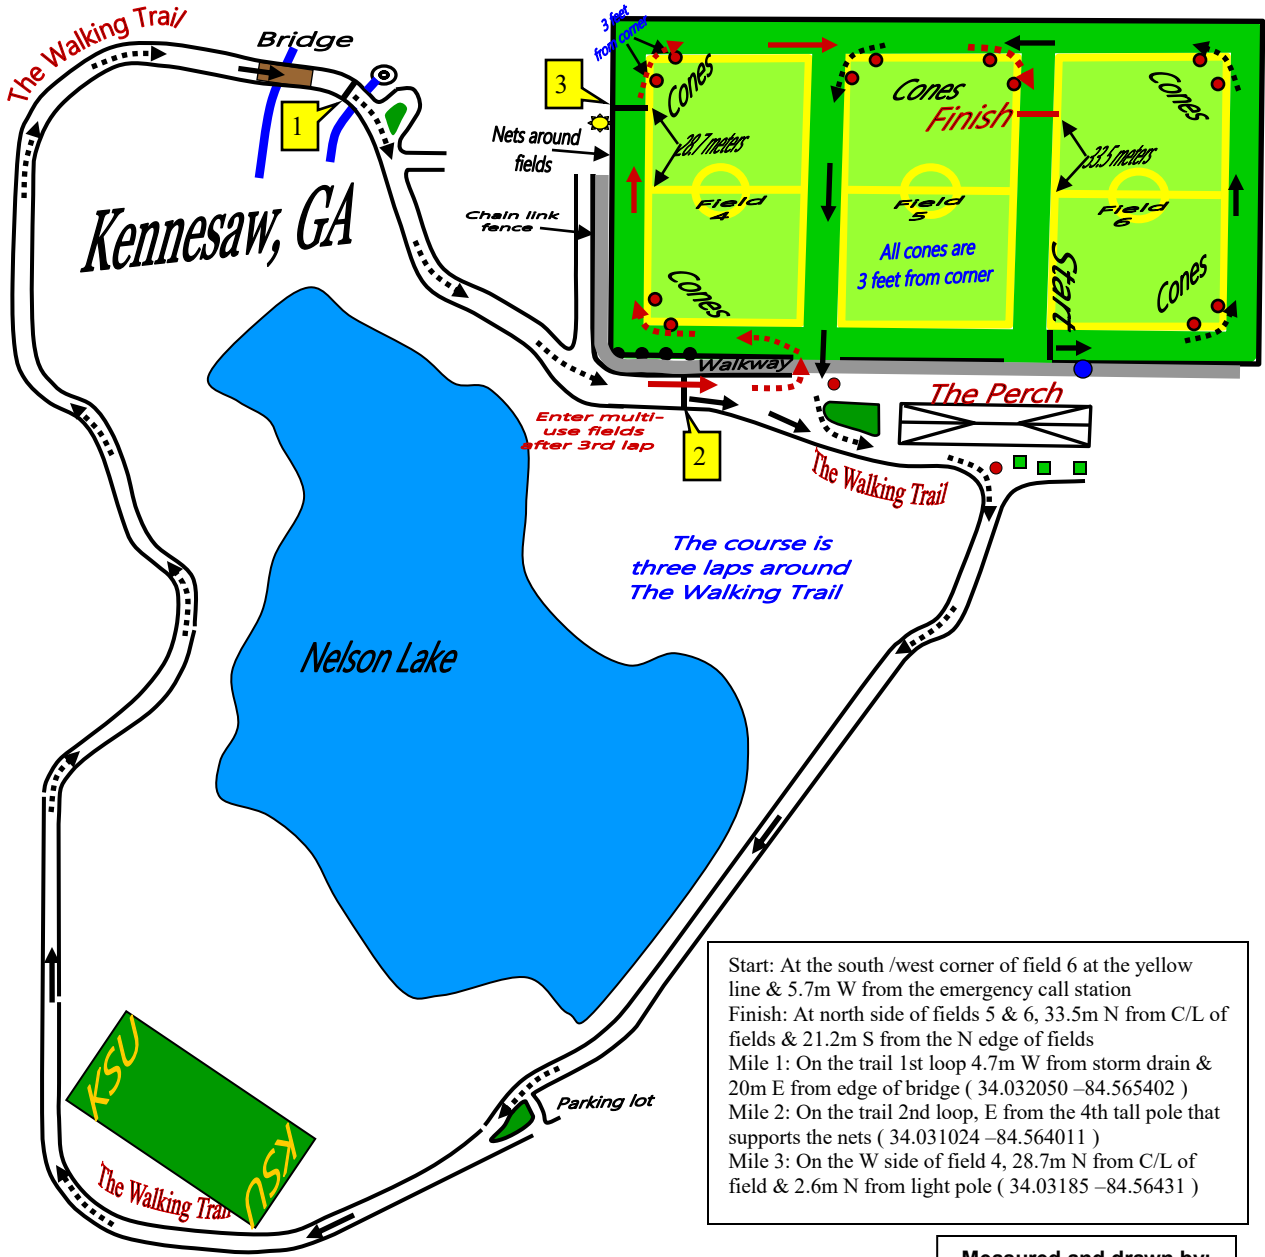 The Walking Trail
Bridge
1
Kennesaw, GA
3 feet
from corner
3
Nets around
fields
Chain link
fence
Cones
28.7 meters
Field
4
Cones
Cones
Finish
Field
5
All cones are
3 feet from corner
Cones
33.5 meters
Field
6
Cones
Start
Walkway
The Perch
Enter multi-
use fields
after 3rd lap
2
The Walking Trail
The course is
three laps around
The Walking Trail
Nelson Lake
KSU
KSU
The Walking Trail
Parking lot
Start: At the south /west corner of field 6 at the yellow
line & 5.7m W from the emergency call station
Finish: At north side of fields 5 & 6, 33.5m N from C/L of
fields & 21.2m S from the N edge of fields
Mile 1: On the trail 1st loop 4.7m W from storm drain &
20m E from edge of bridge ( 34.032050 –84.565402 )
Mile 2: On the trail 2nd loop, E from the 4th tall pole that
supports the nets ( 34.031024 –84.564011 )
Mile 3: On the W side of field 4, 28.7m N from C/L of
field & 2.6m N from light pole ( 34.03185 –84.56431 )
Measured and drawn by: